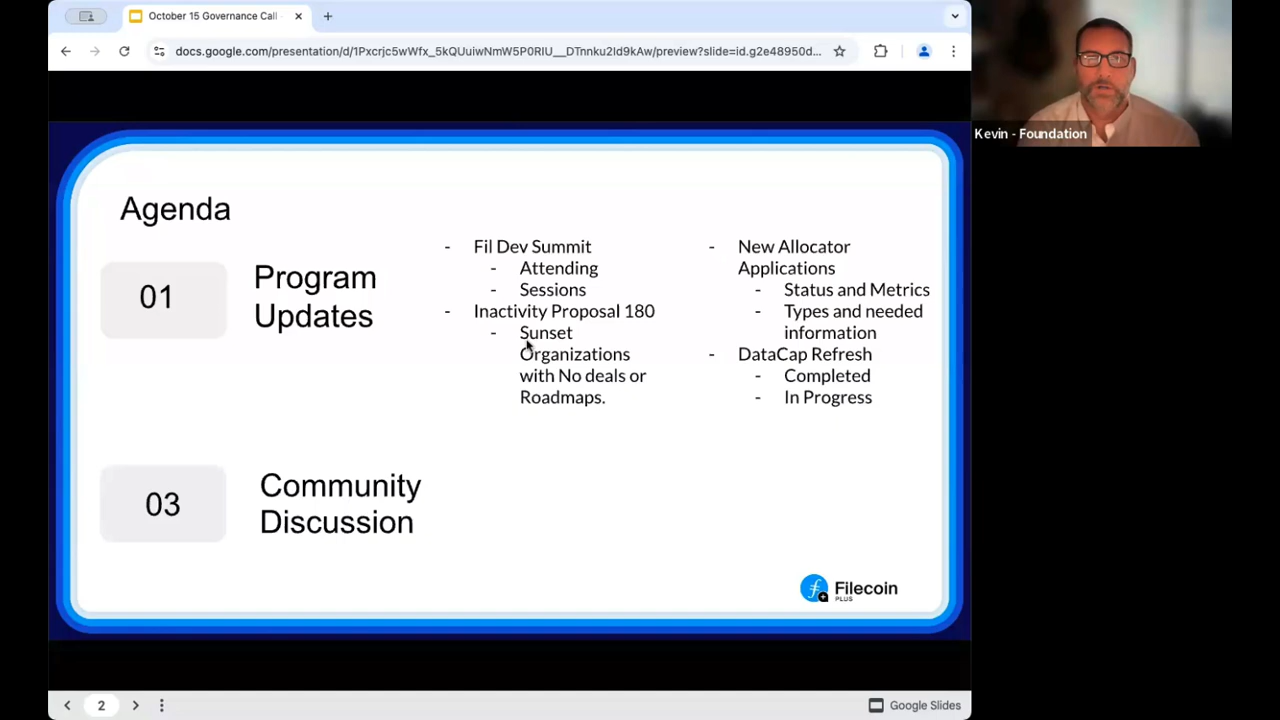 October 15 Governance Call
docs.google.com/presentation/d/1Pxcrjc5wWfx_5kQUuiwNmW5P0RIU__DTnnku2Id9kAw/preview?slide=id.g2e48950d...
Kevin - Foundation
Agenda
01
Program
Updates
- Fil Dev Summit
- Attending
- Sessions
- Inactivity Proposal 180
- Sunset
Organizations
with No deals or
Roadmaps.
- New Allocator
Applications
- Status and Metrics
- Types and needed
information
- DataCap Refresh
- Completed
- In Progress
03
Community
Discussion
Filecoin
PLUS
2
Google Slides